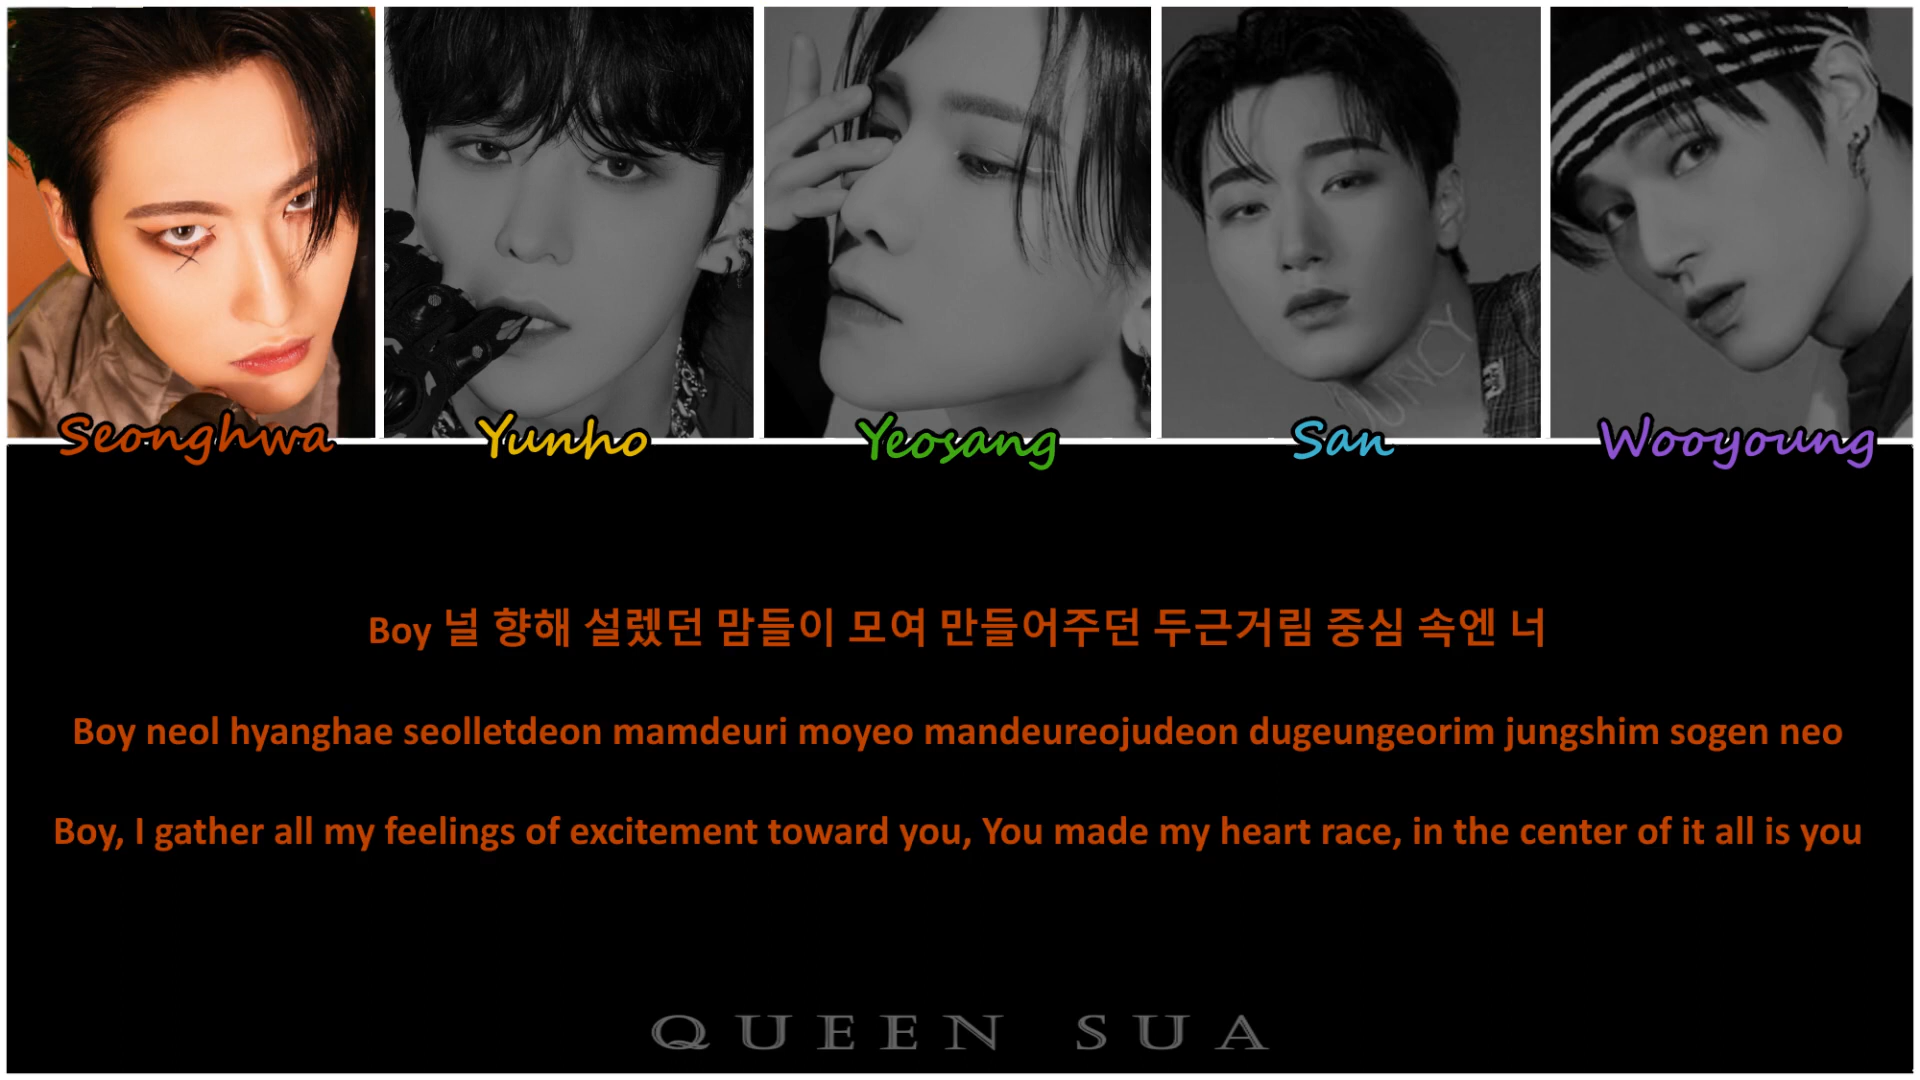 Seonghwa
Yunho
Yeosang
San
Wooyoung
Boy 널 향해 설렜던 맘들이 모여 만들어주던 두근거림 중심 속엔 너
Boy neol hyanghae seolletdeon mamdeuri moyeo mandeureojudeon dugeungeorim jungshim sogen neo
Boy, I gather all my feelings of excitement toward you, You made my heart race, in the center of it all is you
QUEEN SUA